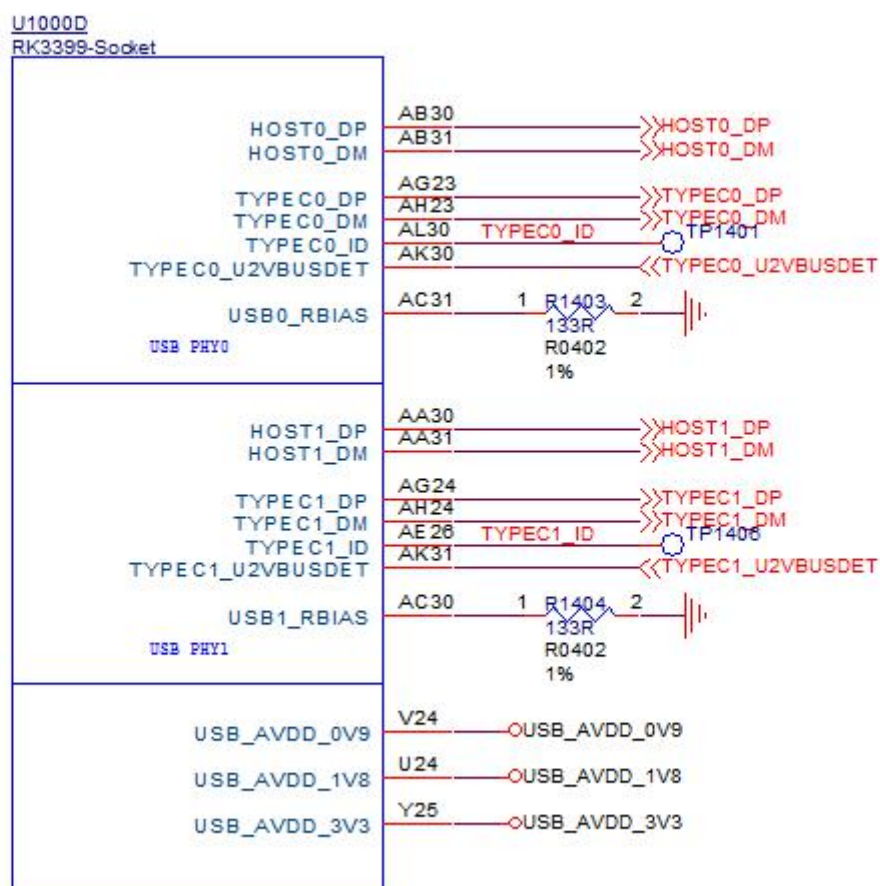 U1000D
RK3399-Socket
HOST0_DP AB30 HOST0_DP
HOST0_DM AB31 HOST0_DM
TYPEC0_DP AG23 TYPEC0_DP
TYPEC0_DM AH23 TYPEC0_DM
TYPEC0_ID AL30 TYPEC0_ID TP1401
TYPEC0_U2VBUSDET AK30 TYPEC0_U2VBUSDET
USB0_RBIAS AC31 1 R1403 2
133R
USB PHY0 R0402
1%
HOST1_DP AA30 HOST1_DP
HOST1_DM AA31 HOST1_DM
TYPEC1_DP AG24 TYPEC1_DP
TYPEC1_DM AH24 TYPEC1_DM
TYPEC1_ID AE26 TYPEC1_ID TP1406
TYPEC1_U2VBUSDET AK31 TYPEC1_U2VBUSDET
USB1_RBIAS AC30 1 R1404 2
133R
USB PHY1 R0402
1%
USB_AVDD_0V9 V24 USB_AVDD_0V9
USB_AVDD_1V8 U24 USB_AVDD_1V8
USB_AVDD_3V3 Y25 USB_AVDD_3V3